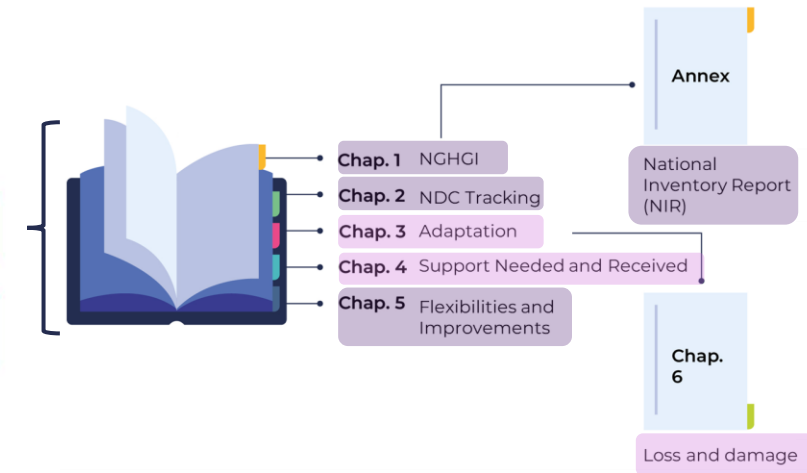 Annex
National
Inventory Report
(NIR)
Chap. 1 NGHGI
Chap. 2 NDC Tracking
Chap. 3 Adaptation
Chap. 4 Support Needed and Received
Chap. 5 Flexibilities and
Improvements
Chap.
6
Loss and damage